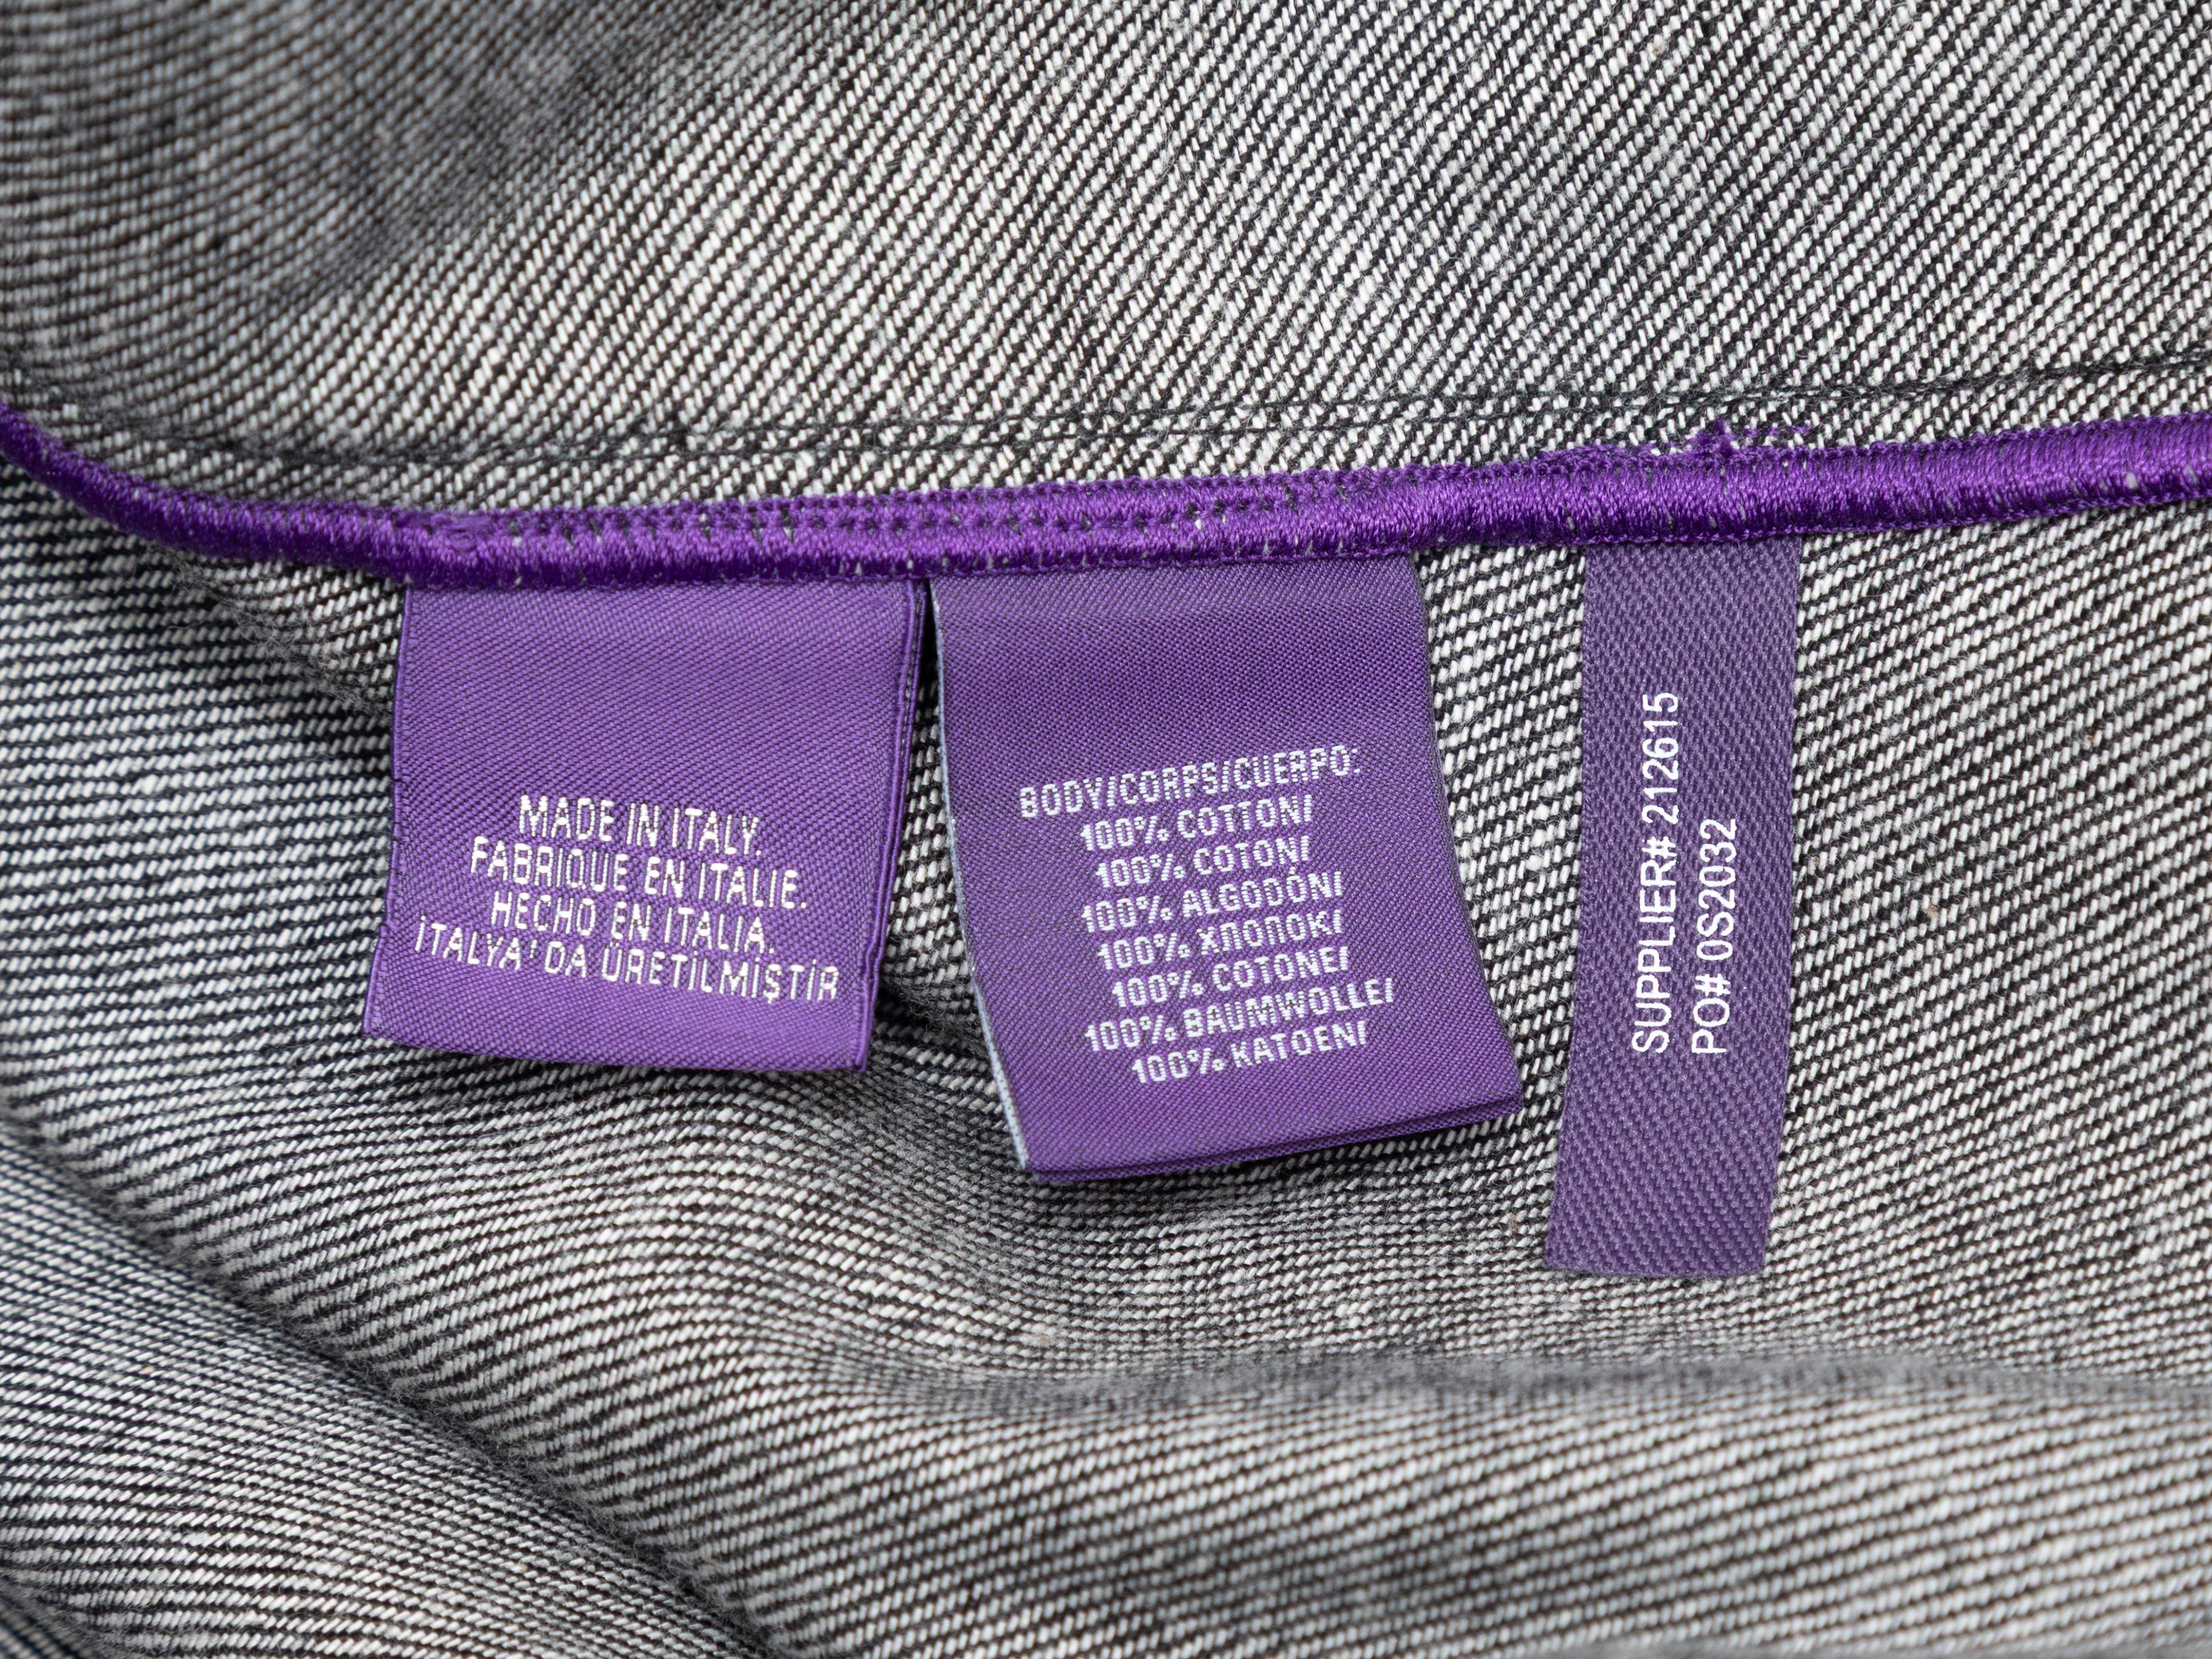 MADE IN ITALY.
FABRIQUE EN ITALIE.
HECHO EN ITALIA.
İTALYA'DA ÜRETİLMİŞTİR
BODY/CORPS/CUERPO:
100% COTTON/
100% COTON/
100% ALGODÓN/
100% ХЛОПОК/
100% COTONE/
100% BAUMWOLLE/
100% KATOEN/
SUPPLIER# 212615
PO# 0S2032